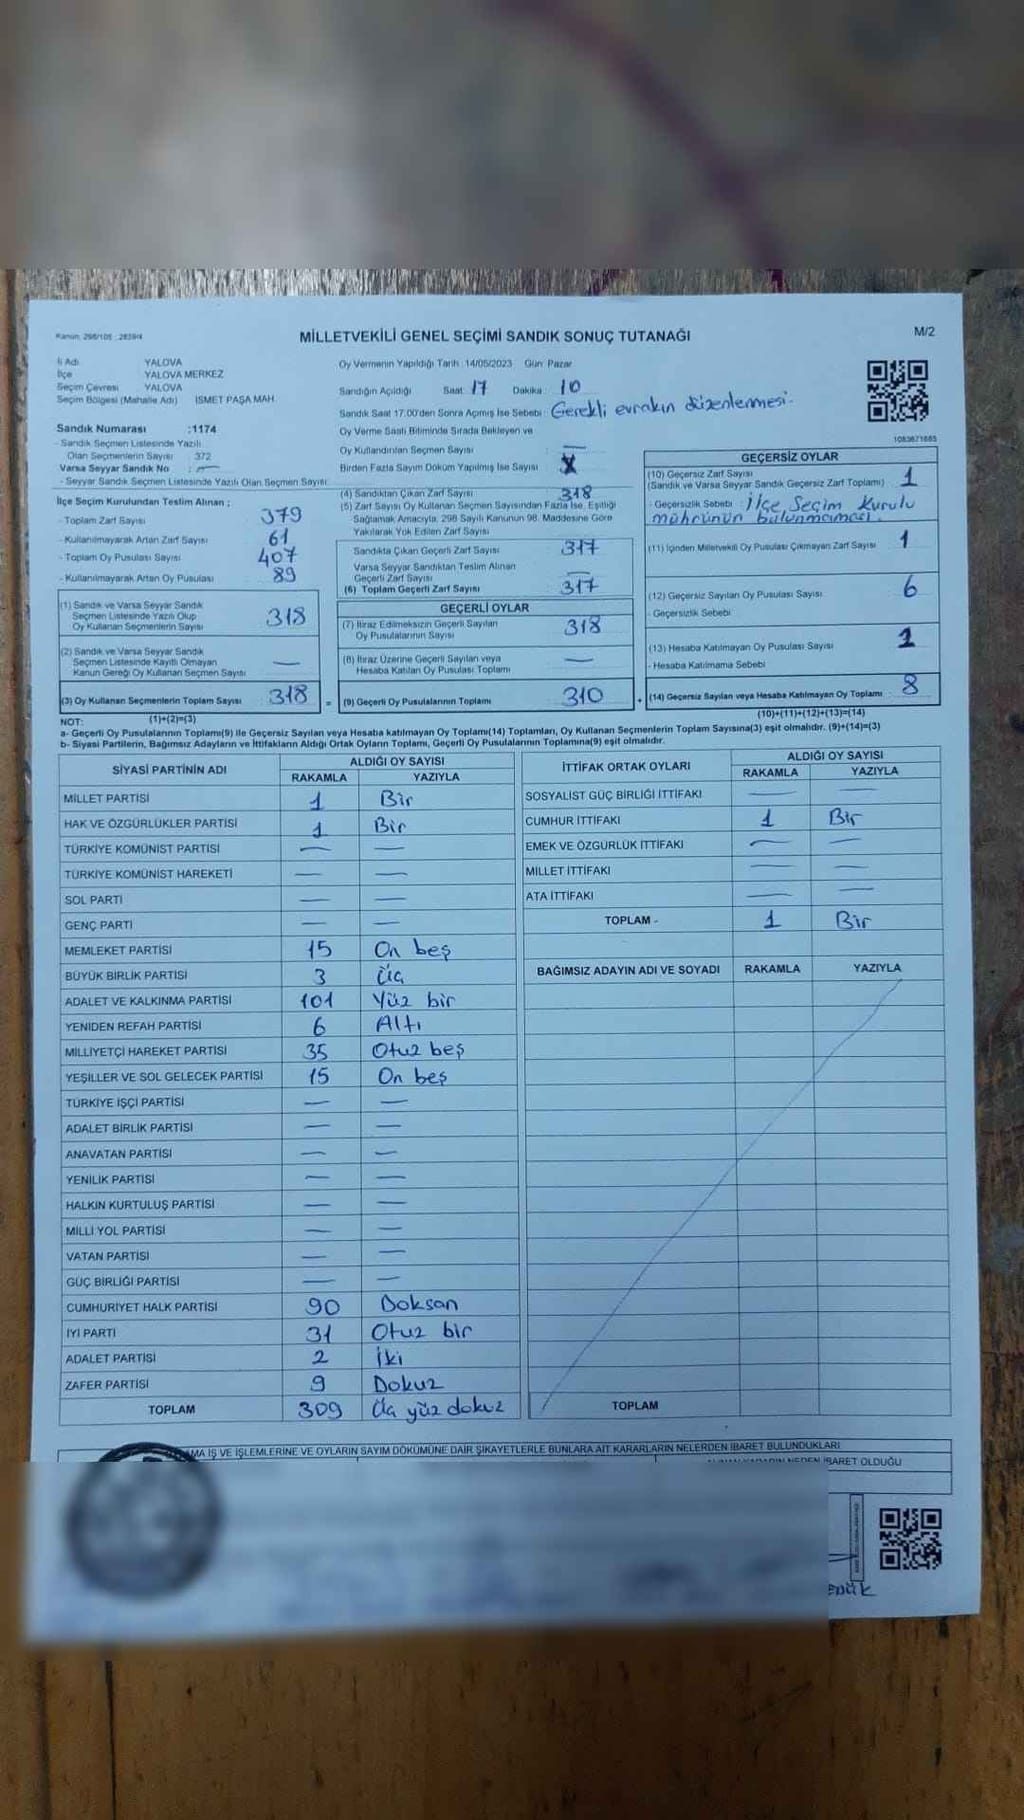 Kanun: 298/105 ; 2839/4
MİLLETVEKİLİ GENEL SEÇİMİ SANDIK SONUÇ TUTANAĞI
M/2
İl Adı YALOVA
İlçe YALOVA MERKEZ
Seçim Çevresi YALOVA
Seçim Bölgesi (Mahalle Adı) İSMET PAŞA MAH.
Sandık Numarası :1174
- Sandık Seçmen Listesinde Yazılı
Olan Seçmenlerin Sayısı : 372
Varsa Seyyar Sandık No : —
- Seyyar Sandık Seçmen Listesinde Yazılı Olan Seçmen Sayısı:
Oy Vermenin Yapıldığı Tarih :14/05/2023 Gün: Pazar
Sandığın Açıldığı Saat: 17 Dakika: 10
Sandık Saat 17.00'den Sonra Açımış İse Sebebi : Gerekli evrakın düzenlenmesi.
Oy Verme Saati Bitiminde Sırada Bekleyen ve
Oy Kullandırılan Seçmen Sayısı : —
Birden Fazla Sayım Döküm Yapılmış İse Sayısı : X
1083671665
İlçe Seçim Kurulundan Teslim Alınan ;
- Toplam Zarf Sayısı 379
- Kullanılmayarak Artan Zarf Sayısı 61
- Toplam Oy Pusulası Sayısı 407
- Kullanılmayarak Artan Oy Pusulası 89
(1) Sandık ve Varsa Seyyar Sandık
Seçmen Listesinde Yazılı Olup
Oy Kullanan Seçmenlerin Sayısı 318
(2) Sandık ve Varsa Seyyar Sandık
Seçmen Listesinde Kayıtlı Olmayan
Kanun Gereği Oy Kullanan Seçmen Sayısı —
(3) Oy Kullanan Seçmenlerin Toplam Sayısı 318
(4) Sandıktan Çıkan Zarf Sayısı 318
(5) Zarf Sayısı Oy Kullanan Seçmen Sayısından Fazla İse, Eşitliği
Sağlamak Amacıyla, 298 Sayılı Kanunun 98. Maddesine Göre
Yakılarak Yok Edilen Zarf Sayısı
Sandıkta Çıkan Geçerli Zarf Sayısı 317
Varsa Seyyar Sandıktan Teslim Alınan
Geçerli Zarf Sayısı —
(6) Toplam Geçerli Zarf Sayısı 317
GEÇERLİ OYLAR
(7) İtiraz Edilmeksizin Geçerli Sayılan
Oy Pusulalarının Sayısı 318
(8) İtiraz Üzerine Geçerli Sayılan veya
Hesaba Katılan Oy Pusulası Toplamı —
= (9) Geçerli Oy Pusulalarının Toplamı 310
GEÇERSİZ OYLAR
(10) Geçersiz Zarf Sayısı
(Sandık ve Varsa Seyyar Sandık Geçersiz Zarf Toplamı) 1
- Geçersizlik Sebebi : İlçe Seçim Kurulu
mührünün bulunmaması.
(11) İçinden Milletvekili Oy Pusulası Çıkmayan Zarf Sayısı 1
(12) Geçersiz Sayılan Oy Pusulası Sayısı 6
- Geçersizlik Sebebi
(13) Hesaba Katılmayan Oy Pusulası Sayısı 1
- Hesaba Katılmama Sebebi
+ (14) Geçersiz Sayılan veya Hesaba Katılmayan Oy Toplamı 8
NOT: (1)+(2)=(3) (10)+(11)+(12)+(13)=(14)
a- Geçerli Oy Pusulalarının Toplamı(9) ile Geçersiz Sayılan veya Hesaba katılmayan Oy Toplamı(14) Toplamları, Oy Kullanan Seçmenlerin Toplam Sayısına(3) eşit olmalıdır. (9)+(14)=(3)
b- Siyasi Partilerin, Bağımsız Adayların ve İttifakların Aldığı Ortak Oyların Toplamı, Geçerli Oy Pusulalarının Toplamına(9) eşit olmalıdır.
SİYASİ PARTİNİN ADI ALDIĞI OY SAYISI
RAKAMLA YAZIYLA
MİLLET PARTİSİ 1 Bir
HAK VE ÖZGÜRLÜKLER PARTİSİ 1 Bir
TÜRKİYE KOMÜNİST PARTİSİ — —
TÜRKİYE KOMÜNİST HAREKETİ — —
SOL PARTİ — —
GENÇ PARTİ — —
MEMLEKET PARTİSİ 15 On beş
BÜYÜK BİRLİK PARTİSİ 3 Üç
ADALET VE KALKINMA PARTİSİ 101 Yüz bir
YENİDEN REFAH PARTİSİ 6 Altı
MİLLİYETÇİ HAREKET PARTİSİ 35 Otuz beş
YEŞİLLER VE SOL GELECEK PARTİSİ 15 On beş
TÜRKİYE İŞÇİ PARTİSİ — —
ADALET BİRLİK PARTİSİ — —
ANAVATAN PARTİSİ — —
YENİLİK PARTİSİ — —
HALKIN KURTULUŞ PARTİSİ — —
MİLLİ YOL PARTİSİ — —
VATAN PARTİSİ — —
GÜÇ BİRLİĞİ PARTİSİ — —
CUMHURİYET HALK PARTİSİ 90 Doksan
İYİ PARTİ 31 Otuz bir
ADALET PARTİSİ 2 İki
ZAFER PARTİSİ 9 Dokuz
TOPLAM 309 Üç yüz dokuz
İTTİFAK ORTAK OYLARI ALDIĞI OY SAYISI
RAKAMLA YAZIYLA
SOSYALİST GÜÇ BİRLİĞİ İTTİFAKI — —
CUMHUR İTTİFAKI 1 Bir
EMEK VE ÖZGÜRLÜK İTTİFAKI — —
MİLLET İTTİFAKI — —
ATA İTTİFAKI — —
TOPLAM - 1 Bir
BAĞIMSIZ ADAYIN ADI VE SOYADI RAKAMLA YAZIYLA
TOPLAM
AMA İŞ VE İŞLEMLERİNE VE OYLARIN SAYIM DÖKÜMÜNE DAİR ŞİKAYETLERLE BUNLARA AİT KARARLARIN NELERDEN İBARET BULUNDUKLARI
NEDEN İBARET OLDUĞU